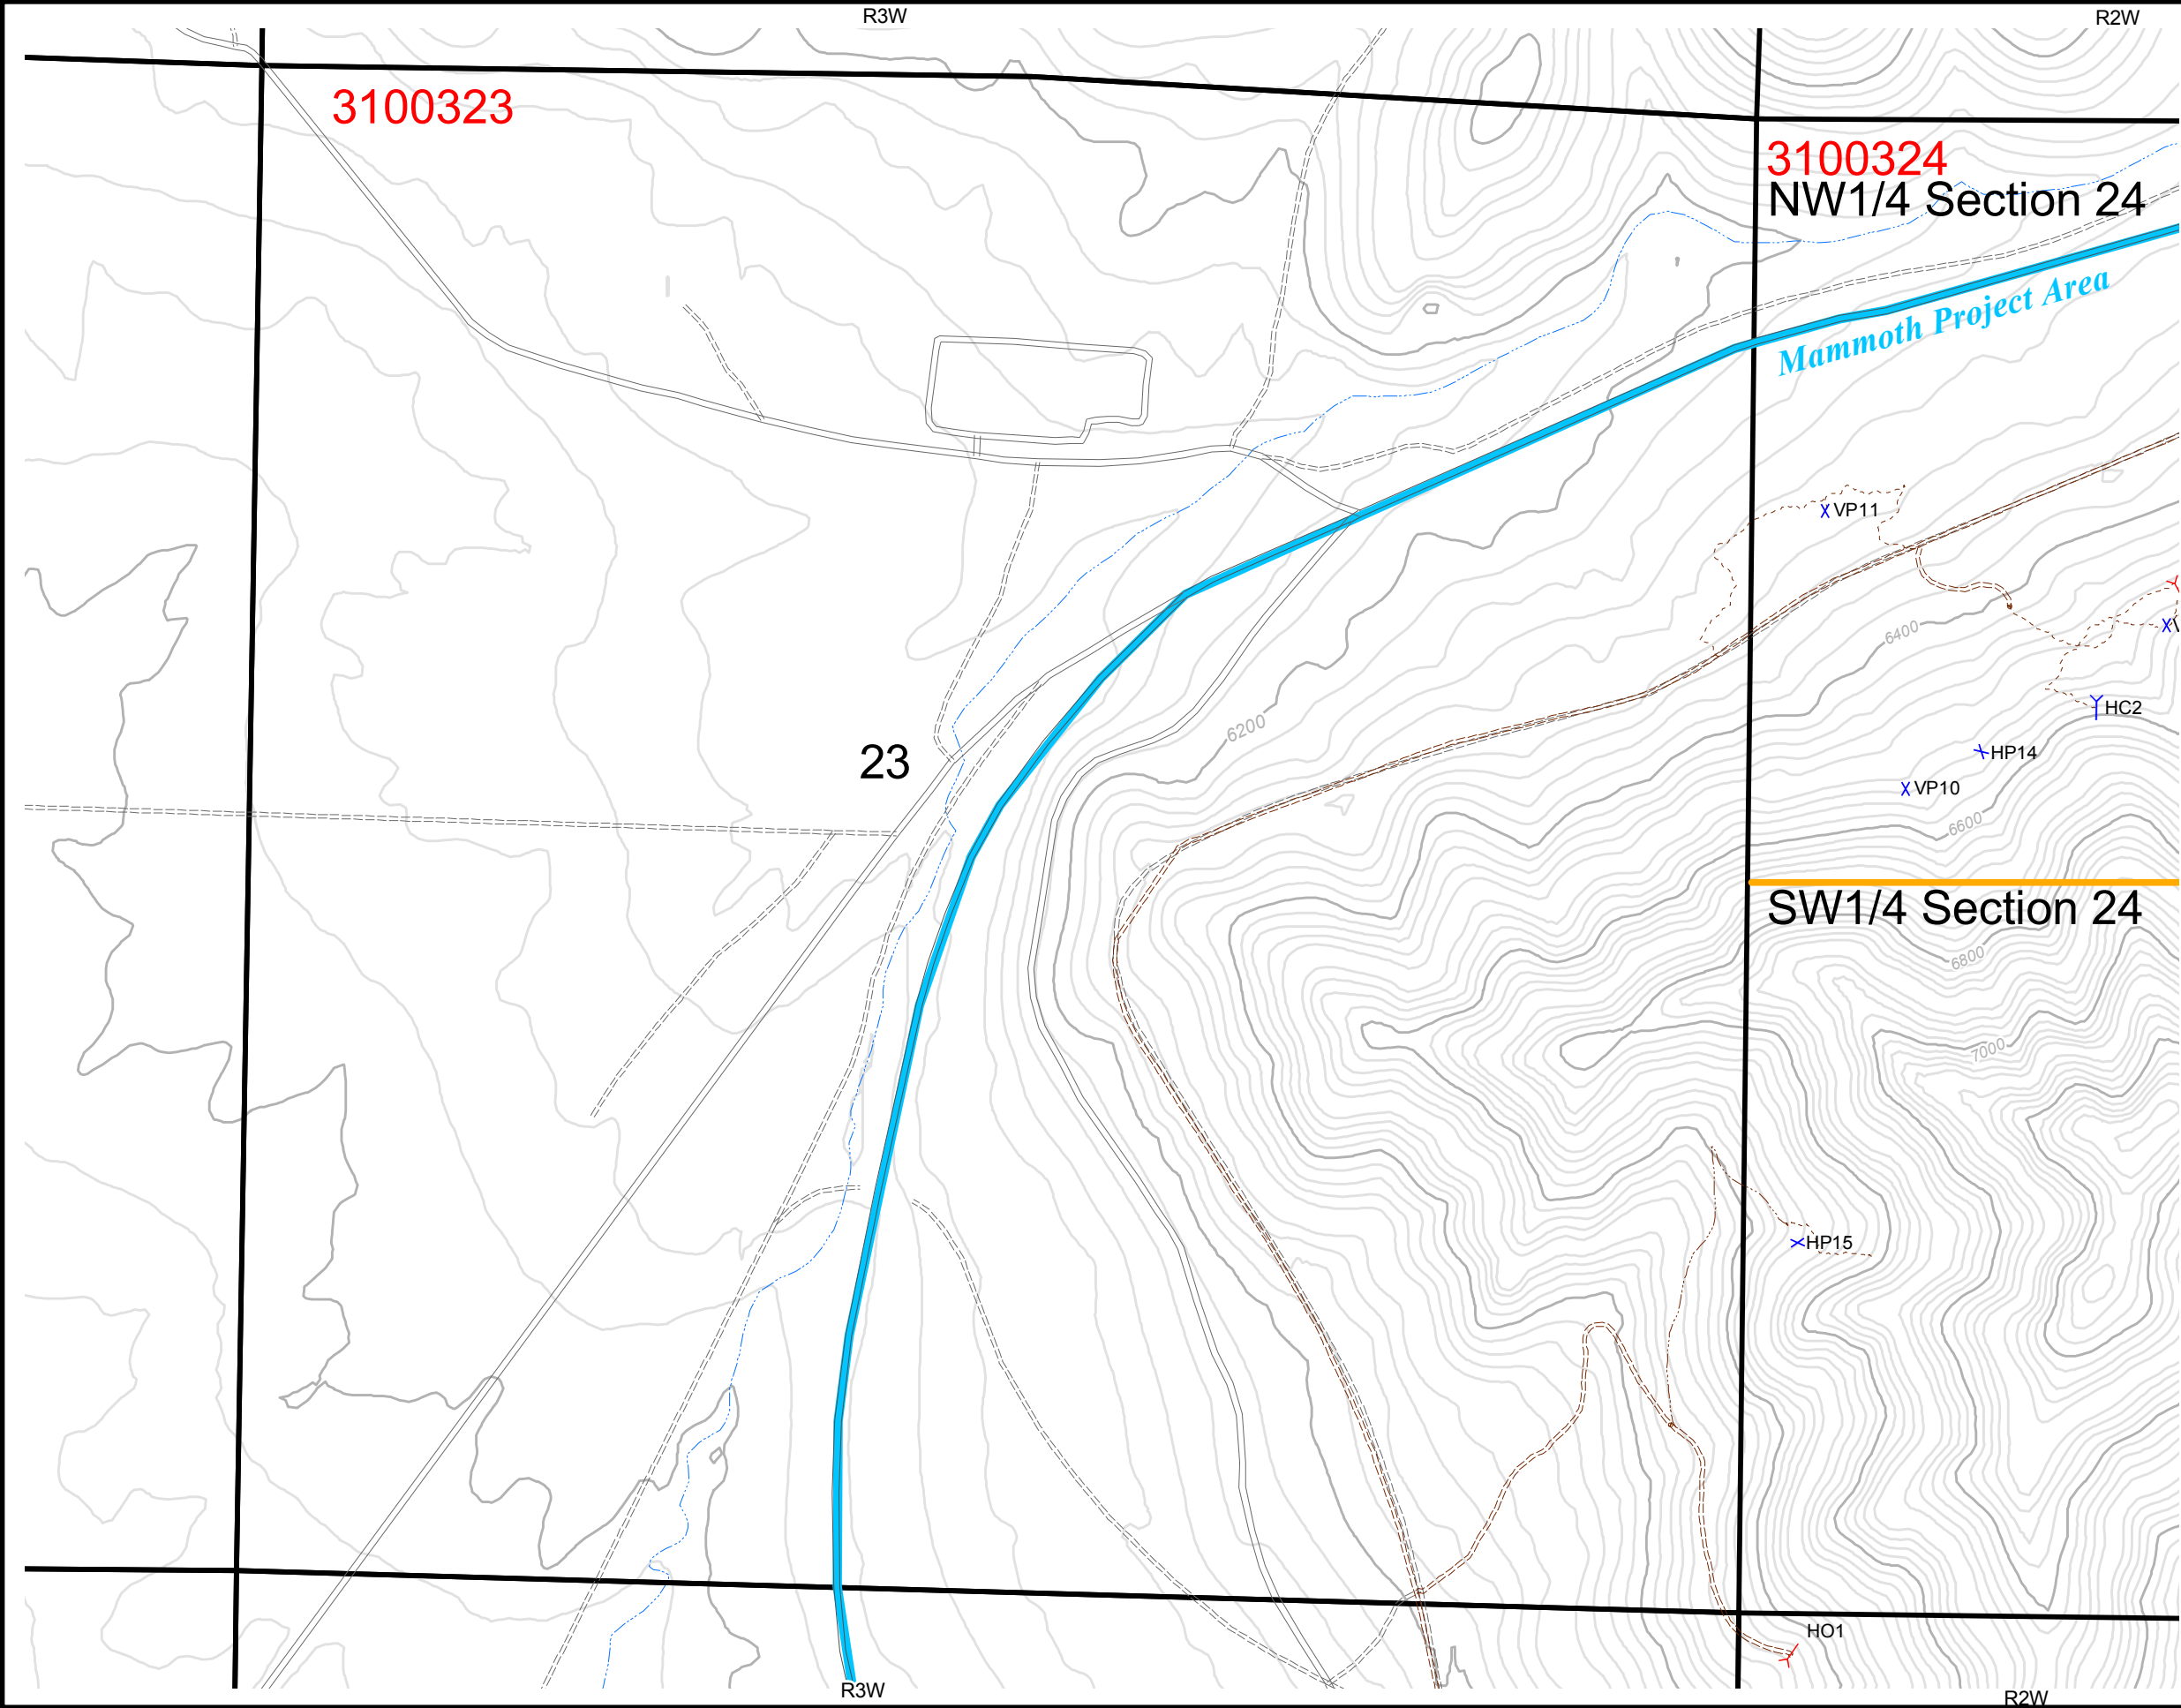 R3W
R2W
3100323
3100324
NW1/4 Section 24
Mammoth Project Area
VP11
6400
HC2
6200
23
HP14
VP10
6600
SW1/4 Section 24
6800
7000
HP15
HO1
R3W
R2W